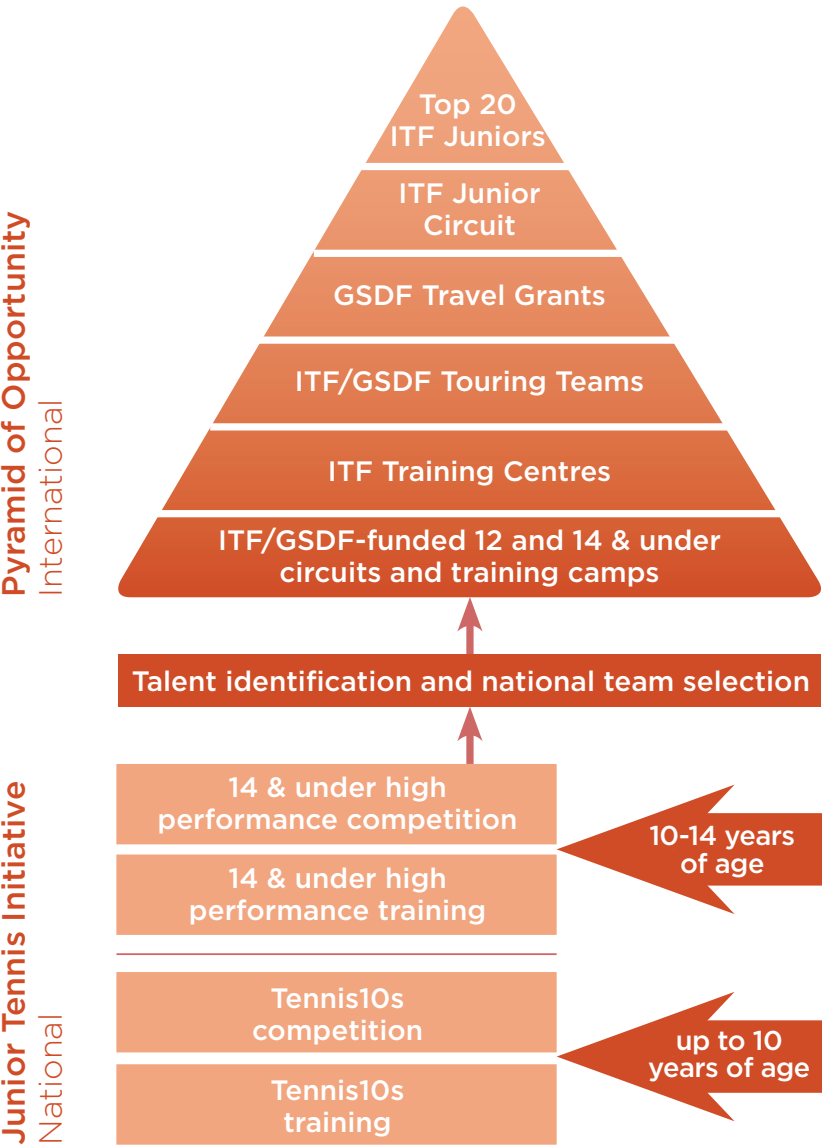 Top 20
ITF Juniors
ITF Junior
Circuit
GSDF Travel Grants
ITF/GSDF Touring Teams
ITF Training Centres
ITF/GSDF-funded 12 and 14 & under
circuits and training camps
Pyramid of Opportunity
International
Talent identification and national team selection
14 & under high
performance competition
14 & under high
performance training
10-14 years
of age
Tennis10s
competition
Tennis10s
training
up to 10
years of age
Junior Tennis Initiative
National